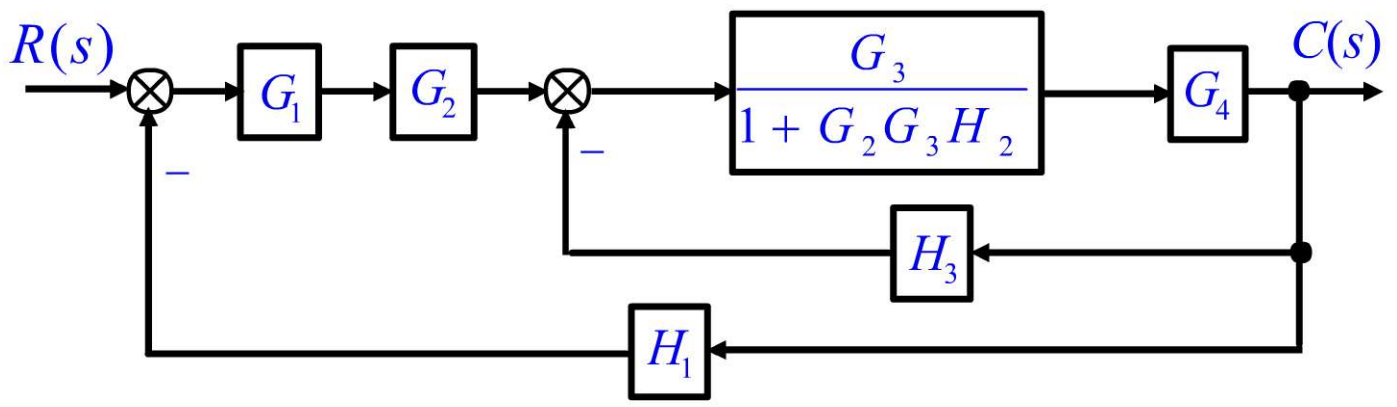 R(s)
G₁
G₂
G₃
1 + G₂G₃H₂
G₄
C(s)
−
−
H₃
H₁